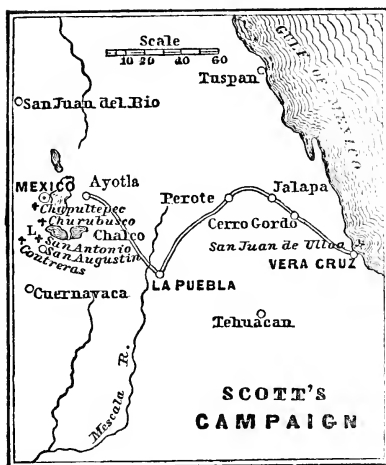 Scale
10 20 40 60
Tuspan
GULF OF MEXICO
San Juan del Rio
MEXICO
Ayotla
Chapultepec
Churubusco
Chalco
L
San Antonio
San Augustin
Contreras
Perote
Jalapa
Cerro Gordo
San Juan de Ulloa
VERA CRUZ
LA PUEBLA
Cuernavaca
Tehuacan
Mescala R.
SCOTT'S
CAMPAIGN